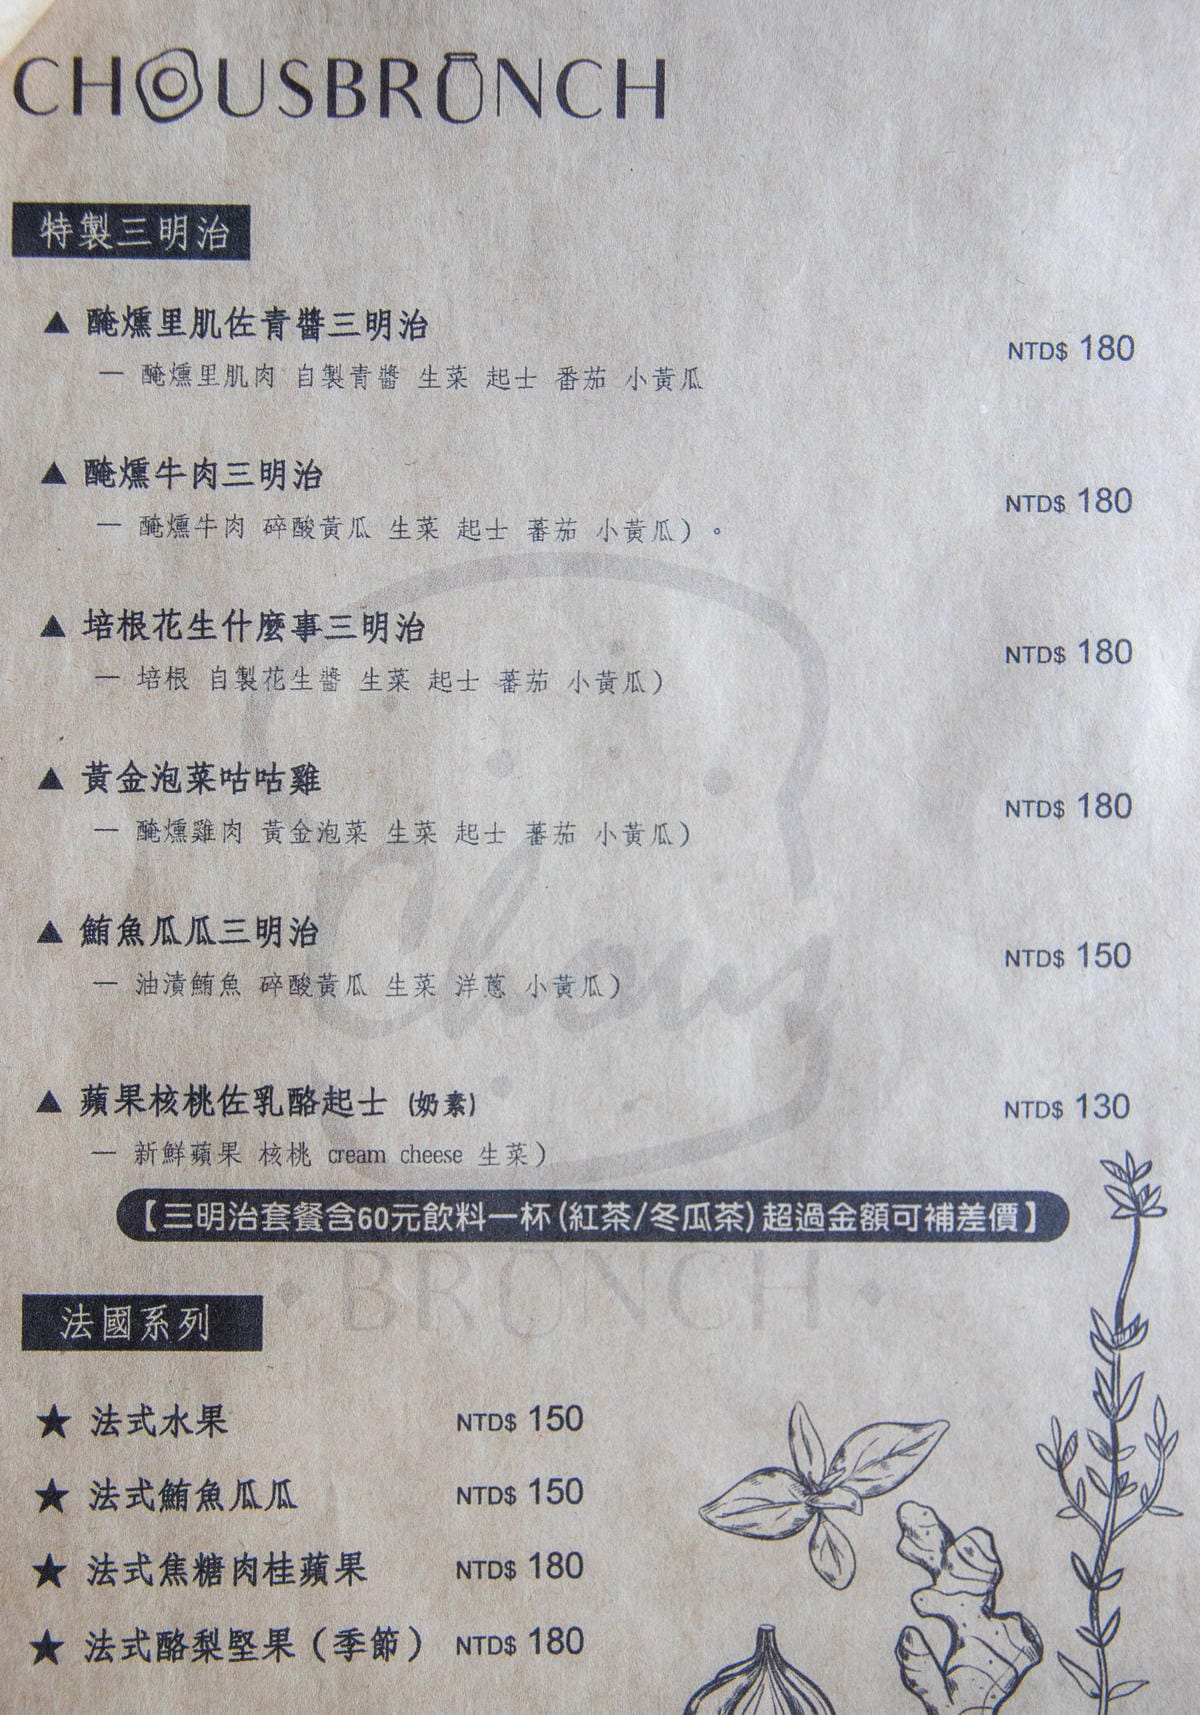 CHOUSBRUNCH
特製三明治
▲ 醃燻里肌佐青醬三明治
NTD$ 180
— 醃燻里肌肉 自製青醬 生菜 起士 番茄 小黃瓜
▲ 醃燻牛肉三明治
NTD$ 180
— 醃燻牛肉 碎酸黃瓜 生菜 起士 蕃茄 小黃瓜）。
▲ 培根花生什麼事三明治
NTD$ 180
— 培根 自製花生醬 生菜 起士 蕃茄 小黃瓜）
▲ 黃金泡菜咕咕雞
NTD$ 180
— 醃燻雞肉 黃金泡菜 生菜 起士 蕃茄 小黃瓜）
▲ 鮪魚瓜瓜三明治
NTD$ 150
— 油漬鮪魚 碎酸黃瓜 生菜 洋蔥 小黃瓜）
Chous
▲ 蘋果核桃佐乳酪起士 (奶素)
NTD$ 130
— 新鮮蘋果 核桃 cream cheese 生菜）
【三明治套餐含60元飲料一杯(紅茶/冬瓜茶)超過金額可補差價】
• BRUNCH •
法國系列
★ 法式水果 NTD$ 150
★ 法式鮪魚瓜瓜 NTD$ 150
★ 法式焦糖肉桂蘋果 NTD$ 180
★ 法式酪梨堅果（季節） NTD$ 180